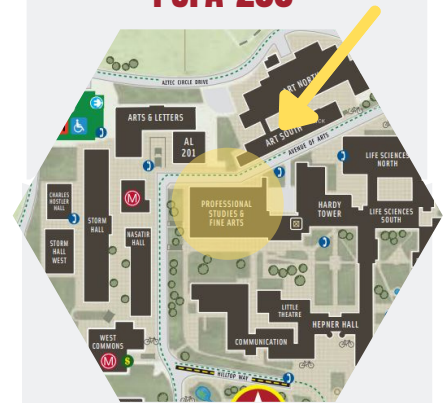 AZTEC CIRCLE DRIVE
ART NORTH
ARTS & LETTERS
AL
201
ART SOUTH
AVENUE OF ARTS
LIFE SCIENCES
NORTH
CHARLES
HOSTLER
HALL
M
PROFESSIONAL
STUDIES &
FINE ARTS
HARDY
TOWER
LIFE SCIENCES
SOUTH
STORM
HALL
NASATIR
HALL
STORM
HALL
WEST
LITTLE
THEATRE
HEPNER HALL
WEST
COMMONS
COMMUNICATION
M
$
HILLTOP WAY